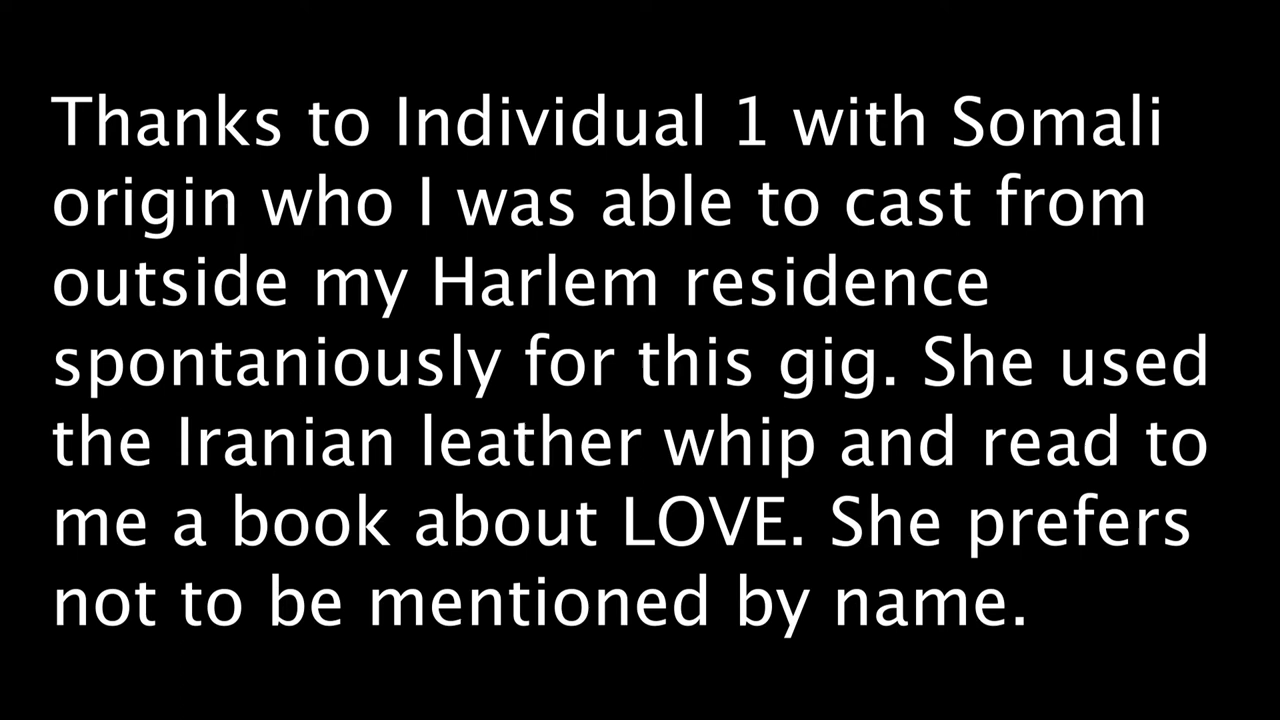 Thanks to Individual 1 with Somali
origin who I was able to cast from
outside my Harlem residence
spontaniously for this gig. She used
the Iranian leather whip and read to
me a book about LOVE. She prefers
not to be mentioned by name.